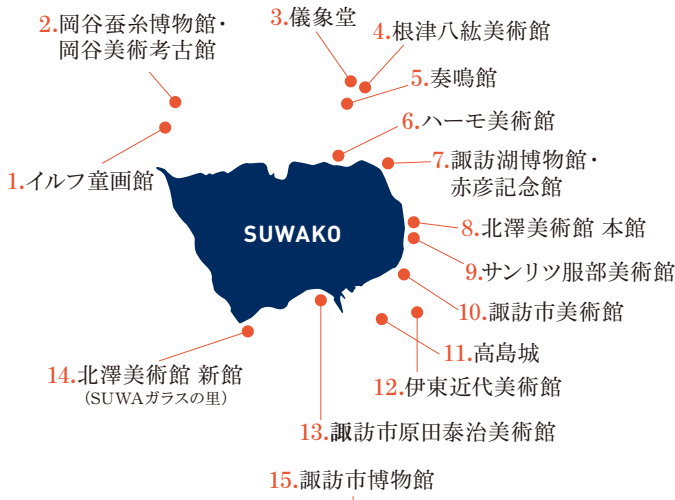 2.岡谷蚕糸博物館・
岡谷美術考古館
3.儀象堂
4.根津八紘美術館
5.奏鳴館
6.ハーモ美術館
1.イルフ童画館
7.諏訪湖博物館・
赤彦記念館
SUWAKO
8.北澤美術館 本館
9.サンリツ服部美術館
10.諏訪市美術館
11.高島城
14.北澤美術館 新館
(SUWAガラスの里)
12.伊東近代美術館
13.諏訪市原田泰治美術館
15.諏訪市博物館